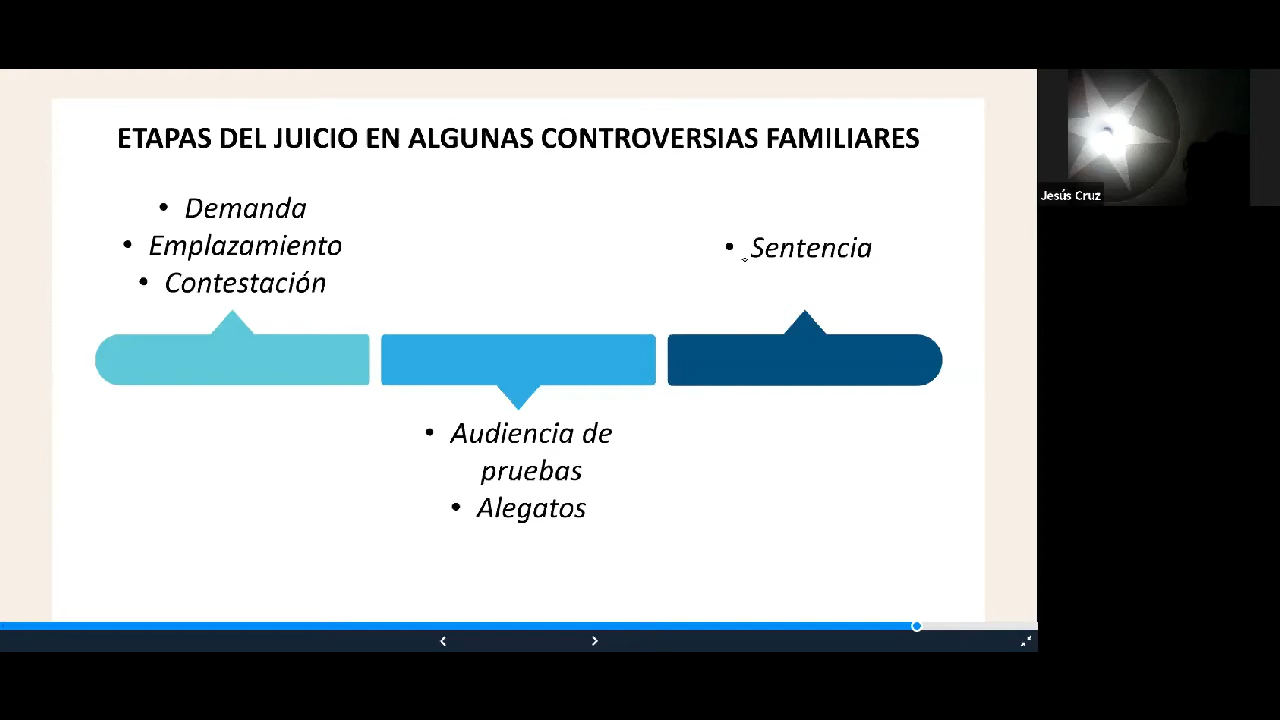 ETAPAS DEL JUICIO EN ALGUNAS CONTROVERSIAS FAMILIARES
• Demanda
• Emplazamiento
• Contestación
• Sentencia
• Audiencia de
pruebas
• Alegatos
Jesús Cruz